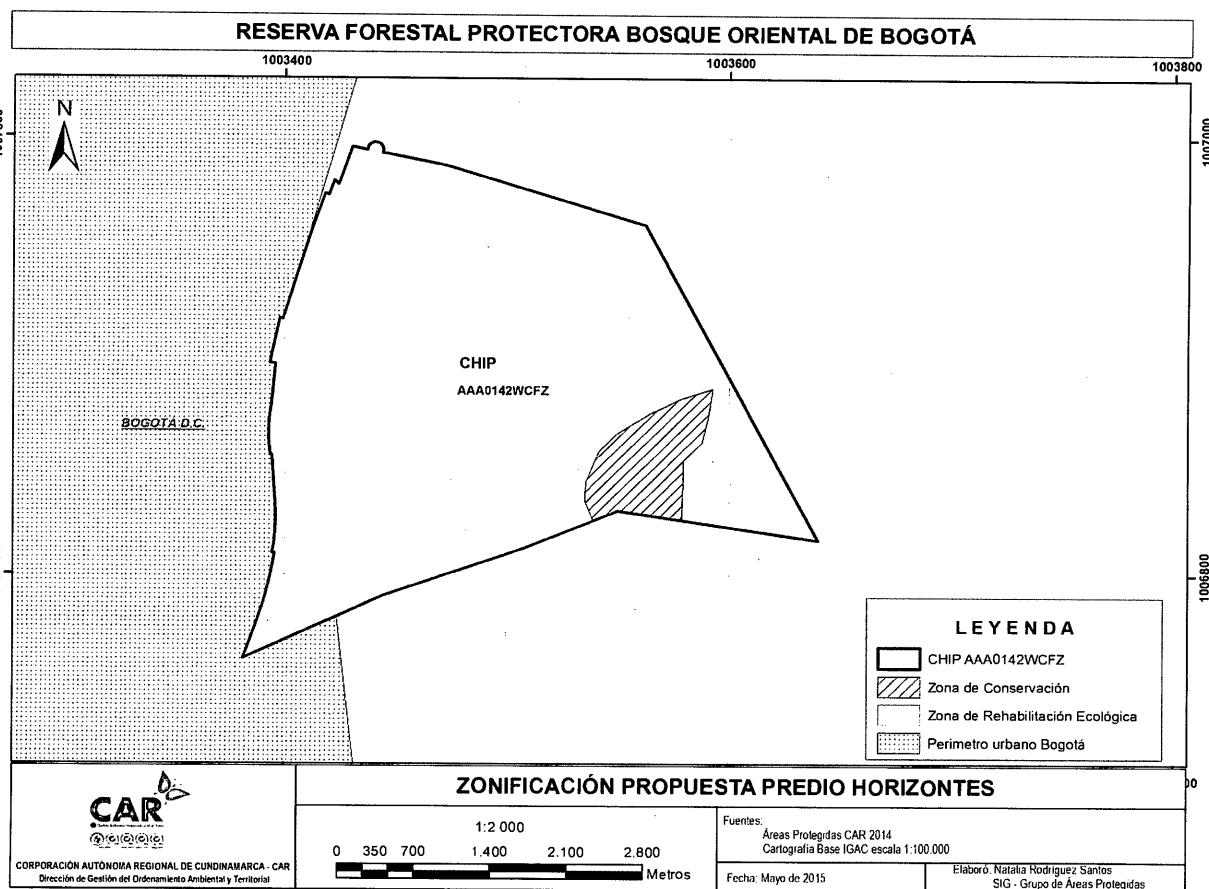 RESERVA FORESTAL PROTECTORA BOSQUE ORIENTAL DE BOGOTÁ
1003400
1003600
1003800
N
1007000
CHIP
AAA0142WCFZ
BOGOTÁ D.C.
1006800
LEYENDA
CHIP AAA0142WCFZ
Zona de Conservación
Zona de Rehabilitación Ecológica
Perimetro urbano Bogotá
00
CAR
CORPORACIÓN AUTÓNOMA REGIONAL DE CUNDINAMARCA - CAR
Dirección de Gestión del Ordenamiento Ambiental y Territorial
ZONIFICACIÓN PROPUESTA PREDIO HORIZONTES
1:2 000
0 350 700 1.400 2.100 2.800
Metros
Fuentes:
Áreas Protegidas CAR 2014
Cartografía Base IGAC escala 1:100.000
Fecha: Mayo de 2015
Elaboró. Natalia Rodríguez Santos
SIG - Grupo de Áreas Protegidas